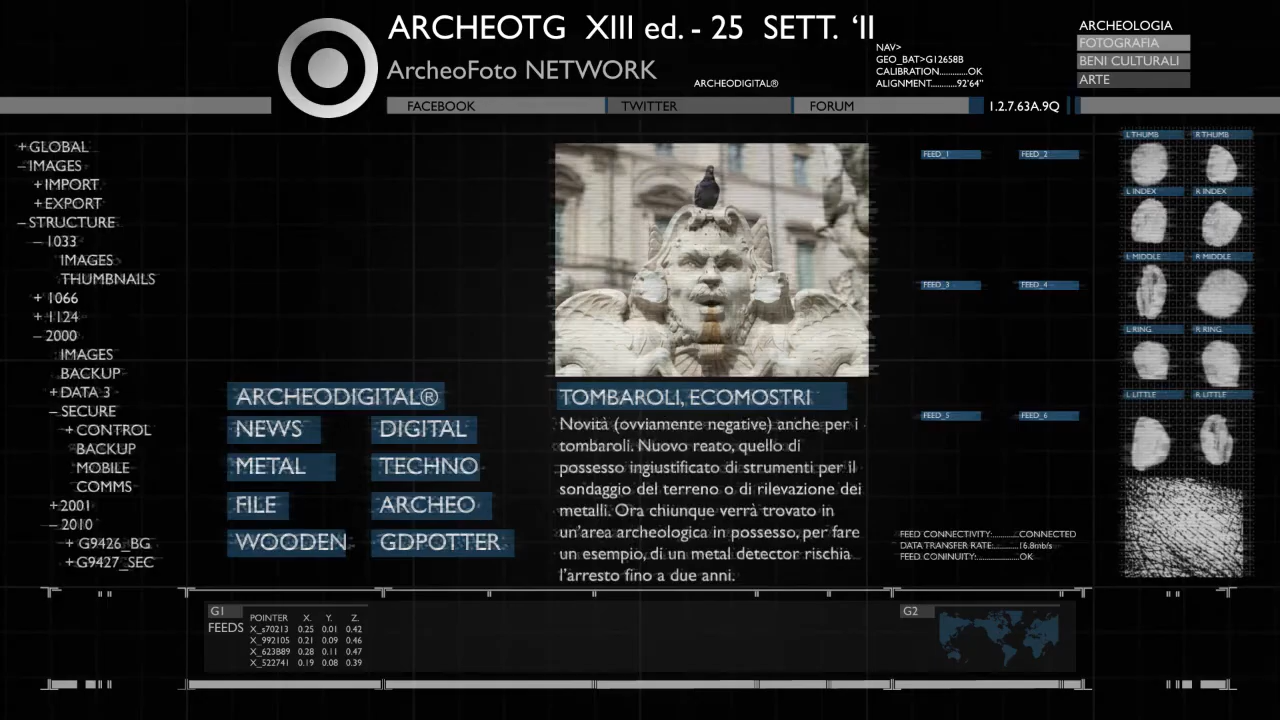 ARCHEOTG XIII ed. - 25 SETT. ‘II
ArcheoFoto NETWORK
ARCHEODIGITAL®
NAV>
GEO_BAT>G12658B
CALIBRATION.............OK
ALIGNMENT............92'64"
ARCHEOLOGIA
FOTOGRAFIA
BENI CULTURALI
ARTE
FACEBOOK
TWITTER
FORUM
1.2.7.63A.9Q
+GLOBAL
–IMAGES
+IMPORT
+EXPORT
–STRUCTURE
–1033
IMAGES
THUMBNAILS
+1066
+1124
–2000
IMAGES
BACKUP
+DATA 3
–SECURE
+CONTROL
BACKUP
MOBILE
COMMS
+2001
–2010
+G9426_BG
+G9427_SEC
ARCHEODIGITAL®
NEWS
DIGITAL
METAL
TECHNO
FILE
ARCHEO
WOODEN
GDPOTTER
TOMBAROLI, ECOMOSTRI
Novità (ovviamente negative) anche per i
tombaroli. Nuovo reato, quello di
possesso ingiustificato di strumenti per il
sondaggio del terreno o di rilevazione dei
metalli. Ora chiunque verrà trovato in
un'area archeologica in possesso, per fare
un esempio, di un metal detector rischia
l'arresto fino a due anni.
FEED_1
FEED_2
FEED_3
FEED_4
FEED_5
FEED_6
FEED CONNECTIVITY:...........CONNECTED
DATA TRANSFER RATE:..........16.8mb/s
FEED CONINUITY:......................OK
L THUMB
R THUMB
L INDEX
R INDEX
L MIDDLE
R MIDDLE
L RING
R RING
L LITTLE
R LITTLE
G1
FEEDS
POINTER X. Y. Z.
X_s70213 0.25 0.01 0.42
X_992105 0.21 0.09 0.46
X_623B89 0.28 0.11 0.47
X_522741 0.19 0.08 0.39
G2